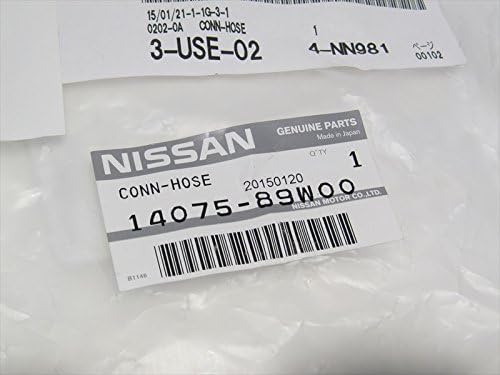 15/01/21-1-1G-3-1
0202-0A CONN-HOSE 1 ページ
3-USE-02 4-NN981 00102
NISSAN GENUINE PARTS
Made in Japan
Q'TY 1
CONN-HOSE 20150120
14075-89W00
NISSAN MOTOR CO.,LTD.
B1146